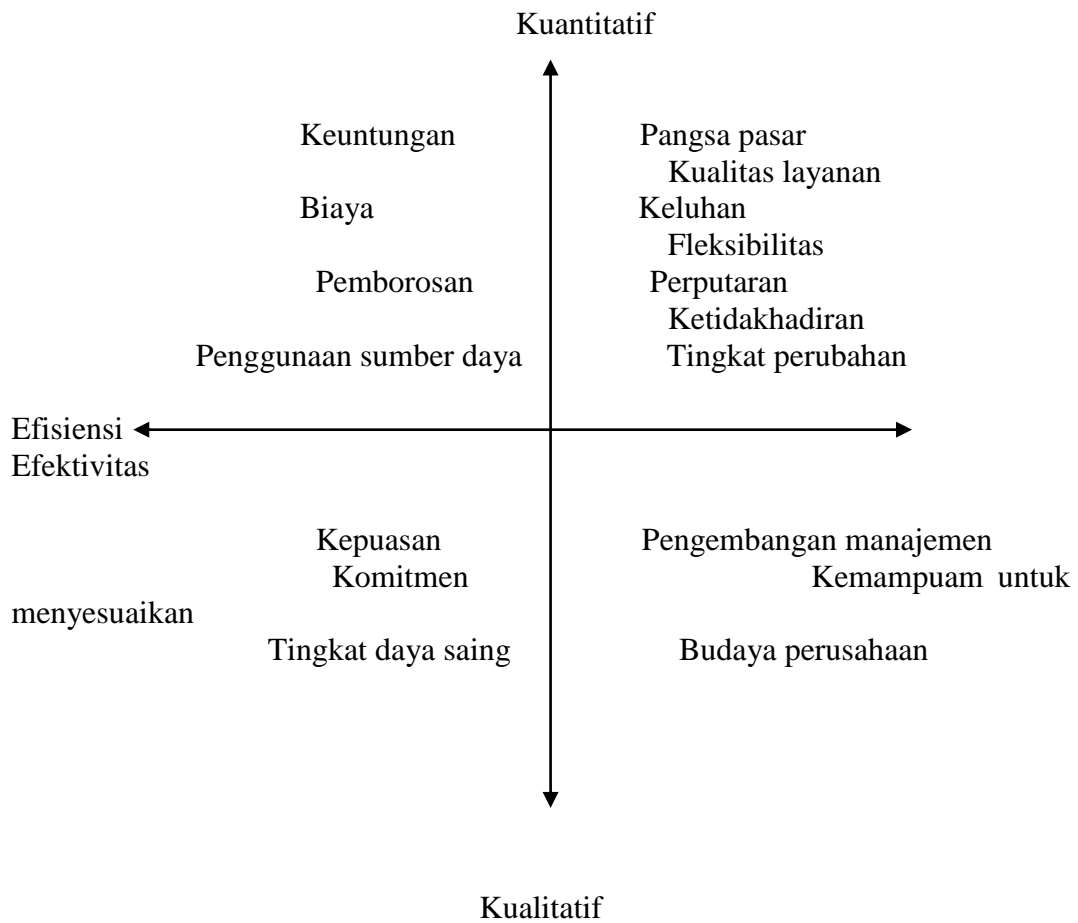 Kuantitatif
Keuntungan Pangsa pasar
Kualitas layanan
Biaya Keluhan
Fleksibilitas
Pemborosan Perputaran
Ketidakhadiran
Penggunaan sumber daya Tingkat perubahan
Efisiensi
Efektivitas
Kepuasan Pengembangan manajemen
Komitmen Kemampuam untuk
menyesuaikan
Tingkat daya saing Budaya perusahaan
Kualitatif